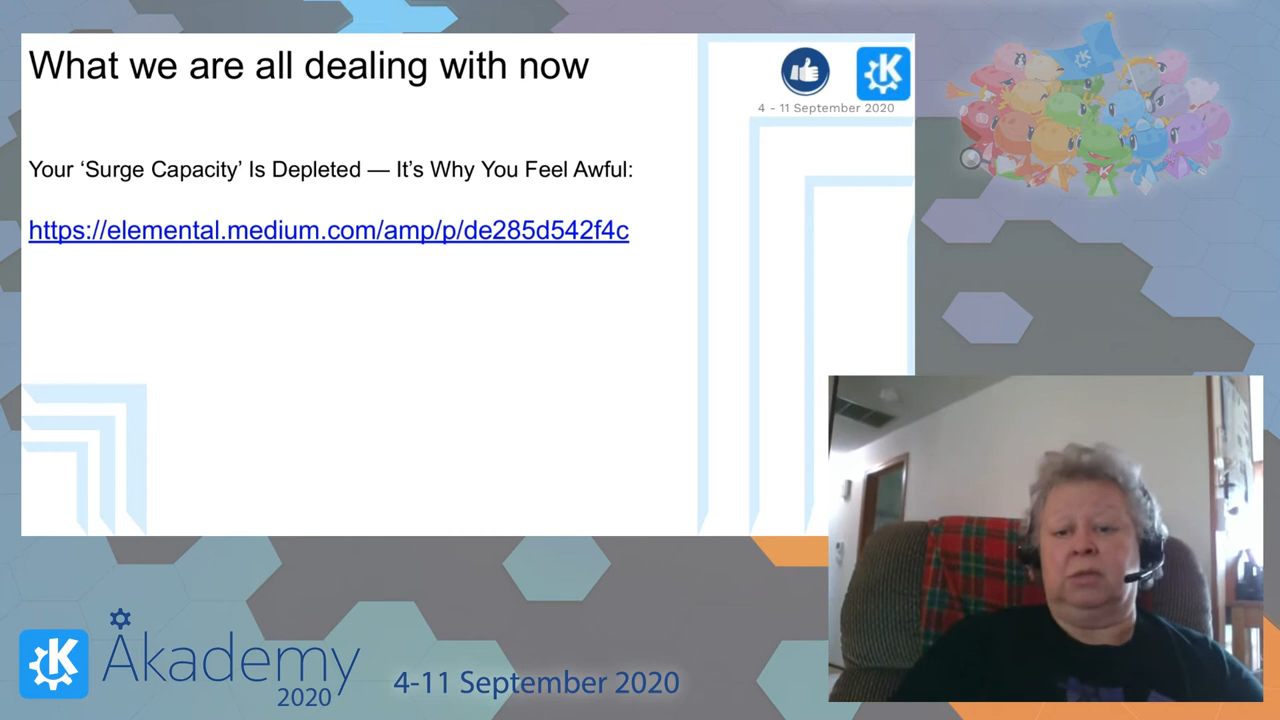 What we are all dealing with now
4 - 11 September 2020
Your ‘Surge Capacity’ Is Depleted — It’s Why You Feel Awful:
https://elemental.medium.com/amp/p/de285d542f4c
Akademy
2020
4-11 September 2020